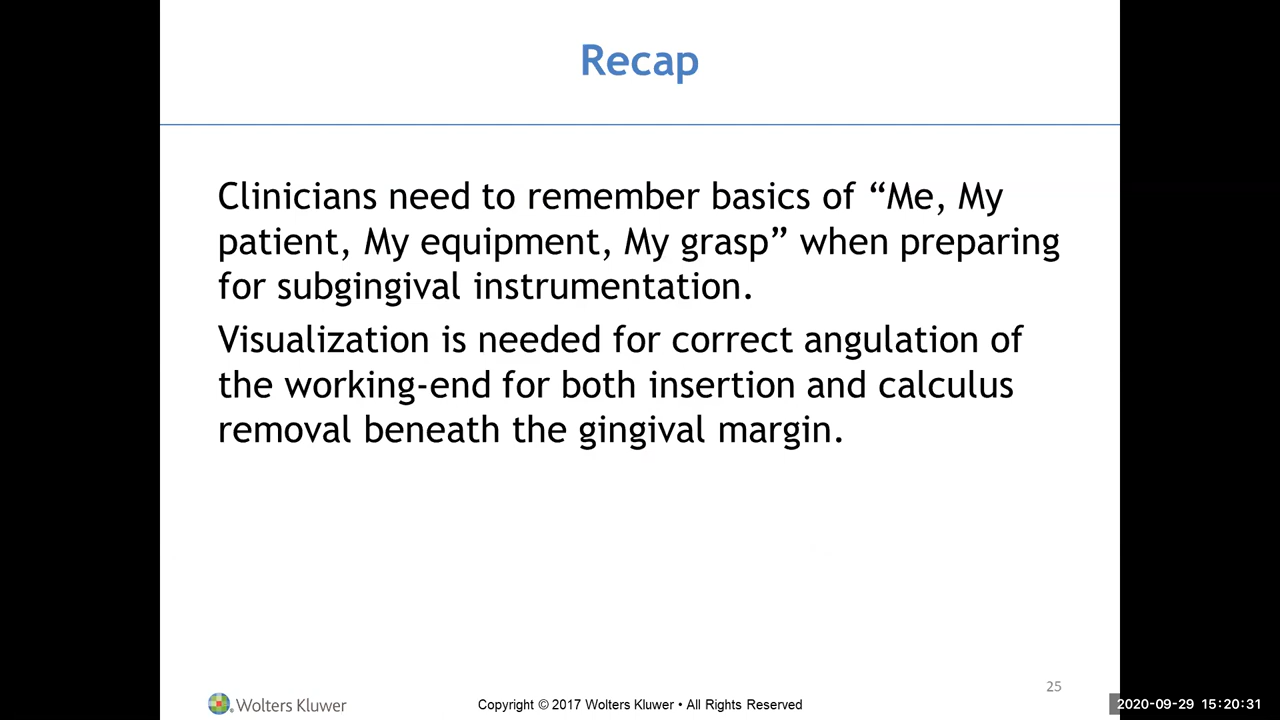 Recap
Clinicians need to remember basics of “Me, My
patient, My equipment, My grasp” when preparing
for subgingival instrumentation.
Visualization is needed for correct angulation of
the working-end for both insertion and calculus
removal beneath the gingival margin.
25
Wolters Kluwer
Copyright © 2017 Wolters Kluwer • All Rights Reserved
2020-09-29 15:20:31